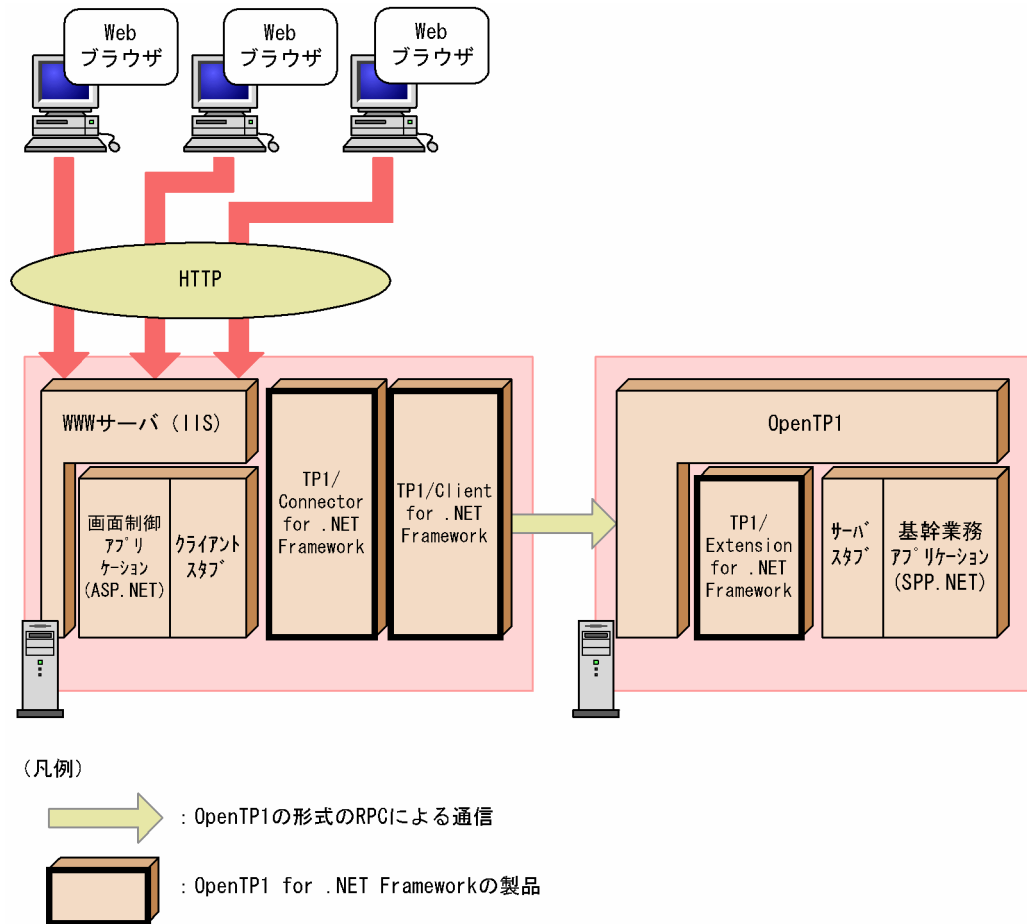 Web
ブラウザ
Web
ブラウザ
Web
ブラウザ
HTTP
WWWサーバ（IIS）
画面制御
ｱﾌﾟﾘ
ｹｰｼｮﾝ
(ASP.NET)
ｸﾗｲｱﾝﾄ
ｽﾀﾌﾞ
TP1/
Connector
for .NET
Framework
TP1/Client
for .NET
Framework
OpenTP1
TP1/
Extension
for .NET
Framework
ｻｰﾊﾞ
ｽﾀﾌﾞ
基幹業務
ｱﾌﾟﾘｹｰｼｮﾝ
(SPP.NET)
（凡例）
：OpenTP1の形式のRPCによる通信
：OpenTP1 for .NET Frameworkの製品